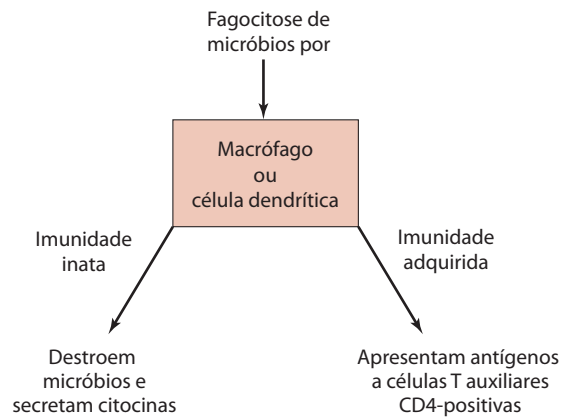 Fagocitose de
micróbios por
Macrófago
ou
célula dendrítica
Imunidade
inata
Imunidade
adquirida
Destroem
micróbios e
secretam citocinas
Apresentam antígenos
a células T auxiliares
CD4-positivas